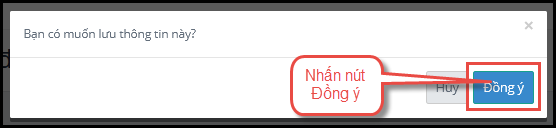 Bạn có muốn lưu thông tin này?
×
Nhấn nút
Đồng ý
Hủy
Đồng ý